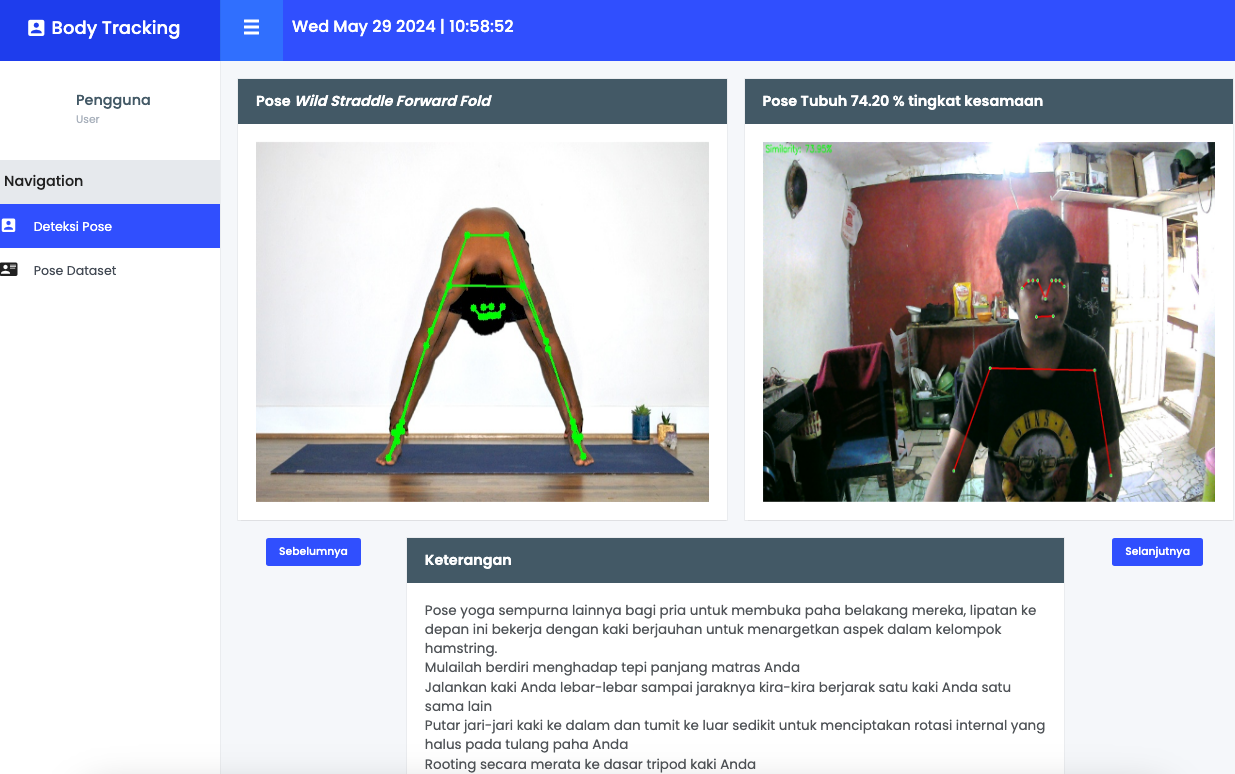 Body Tracking
Wed May 29 2024 | 10:58:52
Pengguna
User
Navigation
Deteksi Pose
Pose Dataset
Pose Wild Straddle Forward Fold
Pose Tubuh 74.20 % tingkat kesamaan
GUNS
Sebelumnya
Selanjutnya
Keterangan
Pose yoga sempurna lainnya bagi pria untuk membuka paha belakang mereka, lipatan ke
depan ini bekerja dengan kaki berjauhan untuk menargetkan aspek dalam kelompok
hamstring.
Mulailah berdiri menghadap tepi panjang matras Anda
Jalankan kaki Anda lebar-lebar sampai jaraknya kira-kira berjarak satu kaki Anda satu
sama lain
Putar jari-jari kaki ke dalam dan tumit ke luar sedikit untuk menciptakan rotasi internal yang
halus pada tulang paha Anda
Rooting secara merata ke dasar tripod kaki Anda